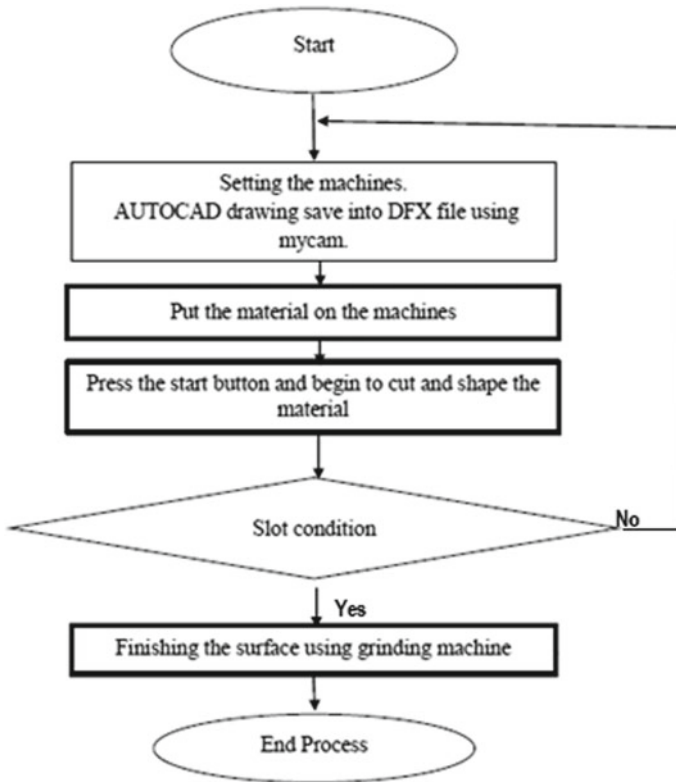 Start
Setting the machines.
AUTOCAD drawing save into DFX file using
mycam.
Put the material on the machines
Press the start button and begin to cut and shape the
material
Slot condition
No
Yes
Finishing the surface using grinding machine
End Process